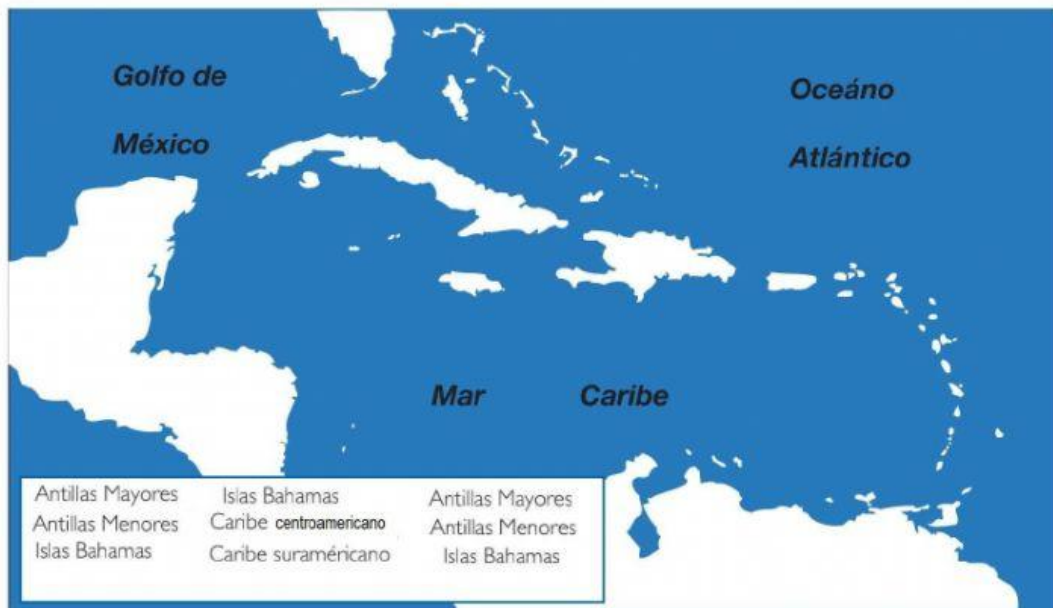 Golfo de
México
Oceáno
Atlántico
Mar Caribe
Antillas Mayores Islas Bahamas Antillas Mayores
Antillas Menores Caribe centroamericano Antillas Menores
Islas Bahamas Caribe suraméricano Islas Bahamas